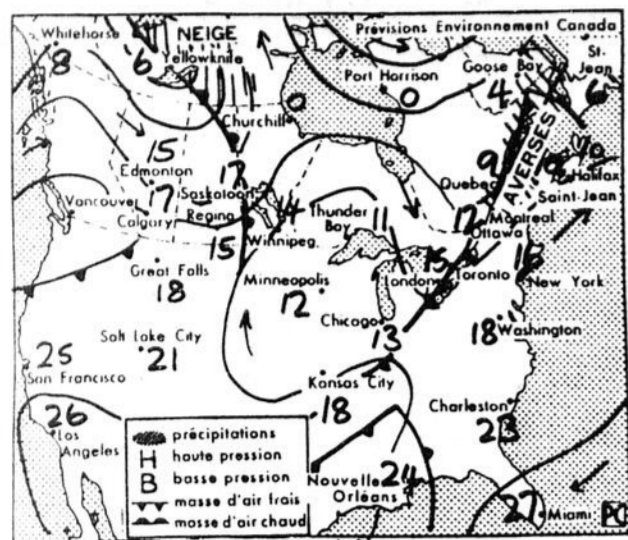 Prévisions Environnement Canada
Whitehorse
8
6
NEIGE
Yellowknife
Port Harrison
0
0
Goose Bay
4
St-
Jean
6
Churchill
15
Edmonton
17
Saskatoon
17
Vancouver
Calgary
Regina
15
Winnipeg
14
Thunder
Bay
11
Quebec
9
AVERSES
Halifax
Saint-Jean
Montreal
Ottawa
12
Great Falls
18
Minneapolis
12
London
15
Toronto
16
New York
Chicago
13
18
Washington
Salt Lake City
21
25
San Francisco
Kansas City
18
26
Los
Angeles
Charleston
23
Nouvelle
Orléans
24
27
Miami
précipitations
H haute pression
B basse pression
masse d'air frais
masse d'air chaud
PC